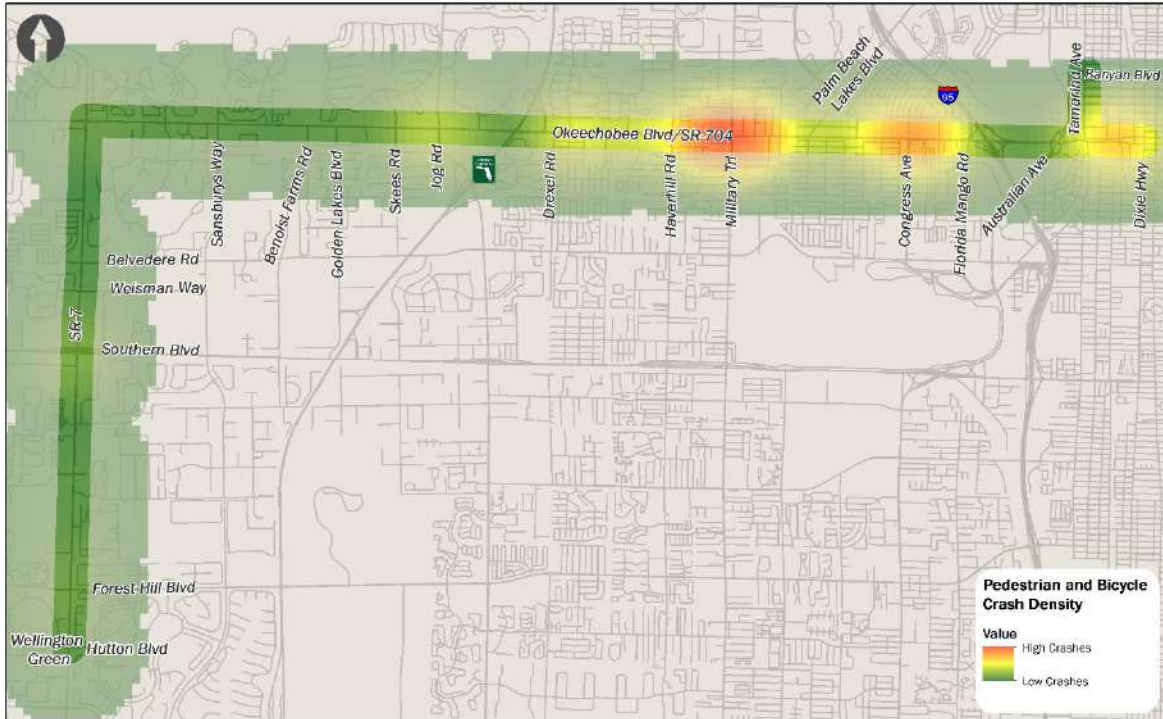 Tamarind Ave
Banyan Blvd
Palm Beach
Lakes Blvd
95
Okeechobee Blvd/SR-704
Sansburys Way
Benoist Farms Rd
Golden Lakes Blvd
Skees Rd
Jog Rd
Drexel Rd
Haverhill Rd
Military Trl
Congress Ave
Florida Mango Rd
Australian Ave
Dixie Hwy
Belvedere Rd
Weisman Way
SR-7
Southern Blvd
Forest Hill Blvd
Wellington
Green
Hutton Blvd
Pedestrian and Bicycle
Crash Density
Value
High Crashes
Low Crashes